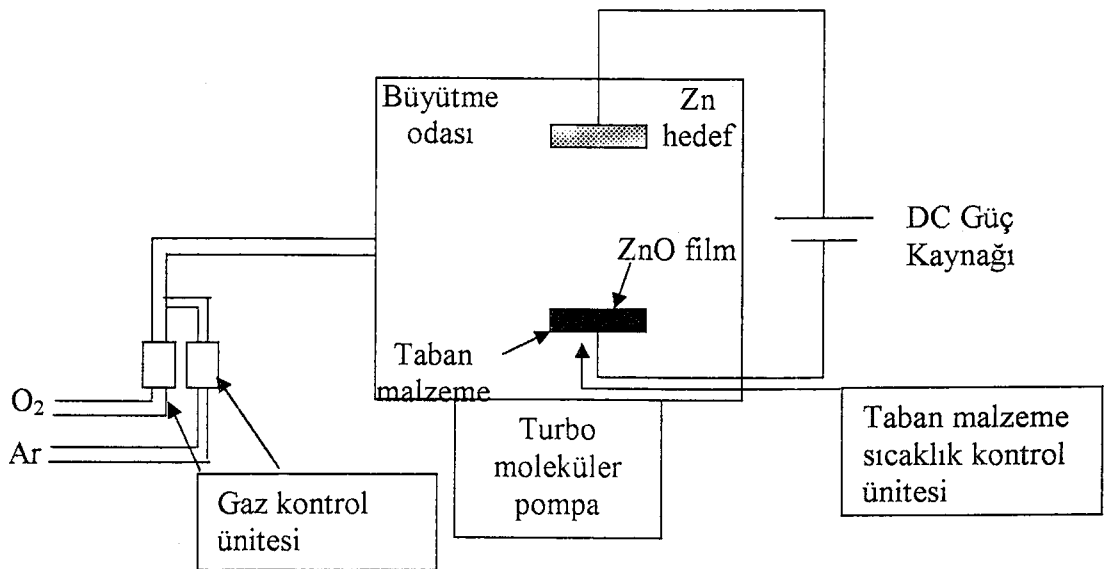 Büyütme
odası
Zn
hedef
DC Güç
Kaynağı
ZnO film
Taban
malzeme
O₂
Ar
Gaz kontrol
ünitesi
Turbo
moleküler
pompa
Taban malzeme
sıcaklık kontrol
ünitesi